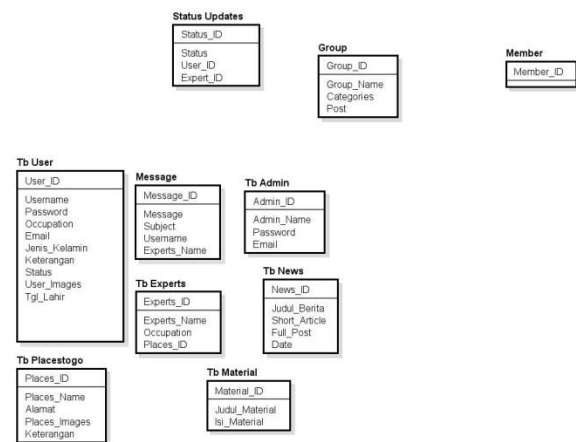 Status Updates
Status_ID
Status
User_ID
Expert_ID
Group
Group_ID
Group_Name
Categories
Post
Member
Member_ID
Tb User
User_ID
Username
Password
Occupation
Email
Jenis_Kelamin
Keterangan
Status
User_Images
Tgl_Lahir
Message
Message_ID
Message
Subject
Username
Experts_Name
Tb Admin
Admin_ID
Admin_Name
Password
Email
Tb Experts
Experts_ID
Experts_Name
Occupation
Places_ID
Tb News
News_ID
Judul_Berita
Short_Article
Full_Post
Date
Tb Placestogo
Places_ID
Places_Name
Alamat
Places_Images
Keterangan
Tb Material
Material_ID
Judul_Material
Isi_Material